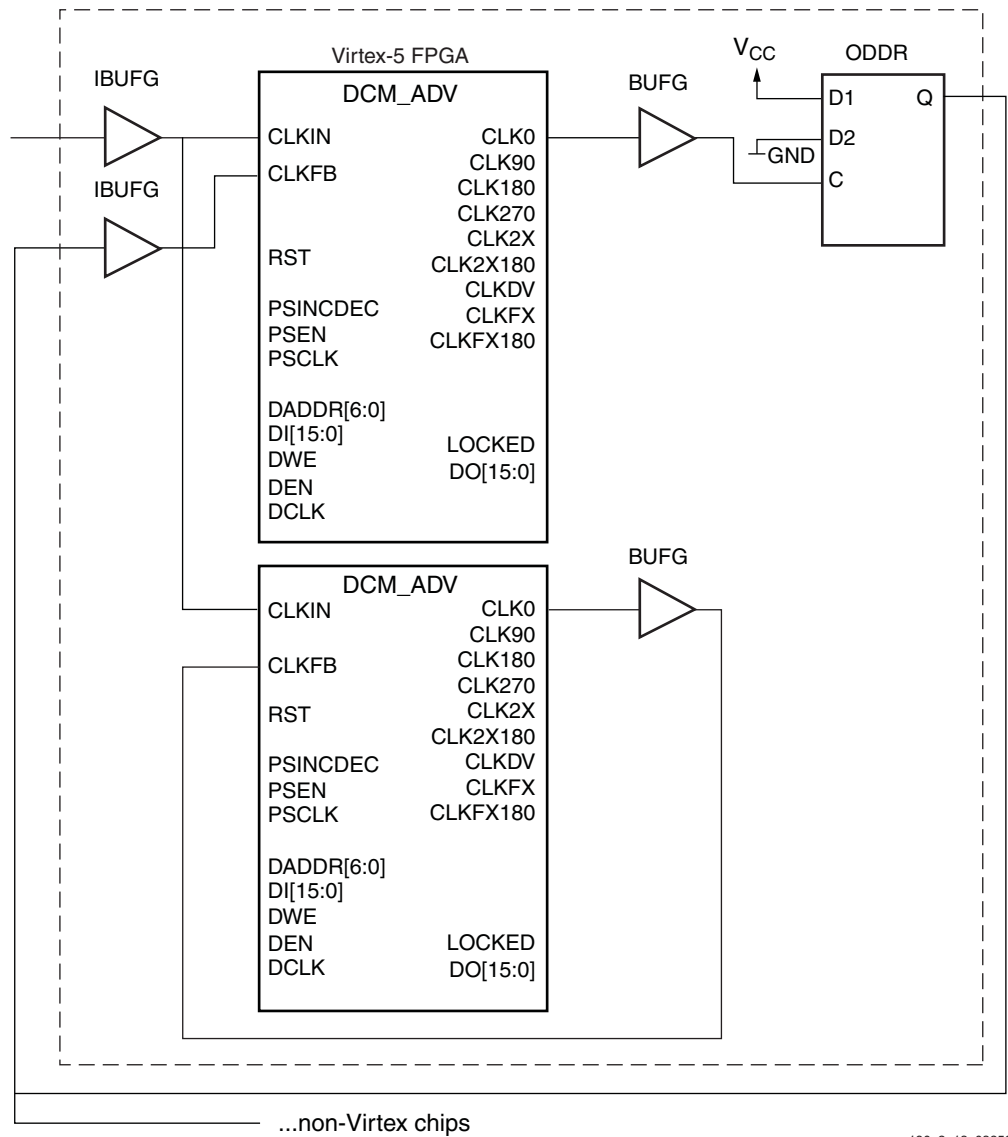 Virtex-5 FPGA
IBUFG
DCM_ADV
CLKIN
CLKFB
RST
PSINCDEC
PSEN
PSCLK
DADDR[6:0]
DI[15:0]
DWE
DEN
DCLK
CLK0
CLK90
CLK180
CLK270
CLK2X
CLK2X180
CLKDV
CLKFX
CLKFX180
LOCKED
DO[15:0]
IBUFG
BUFG
VCC
GND
ODDR
D1
D2
C
Q
DCM_ADV
CLKIN
CLKFB
RST
PSINCDEC
PSEN
PSCLK
DADDR[6:0]
DI[15:0]
DWE
DEN
DCLK
CLK0
CLK90
CLK180
CLK270
CLK2X
CLK2X180
CLKDV
CLKFX
CLKFX180
LOCKED
DO[15:0]
BUFG
...non-Virtex chips